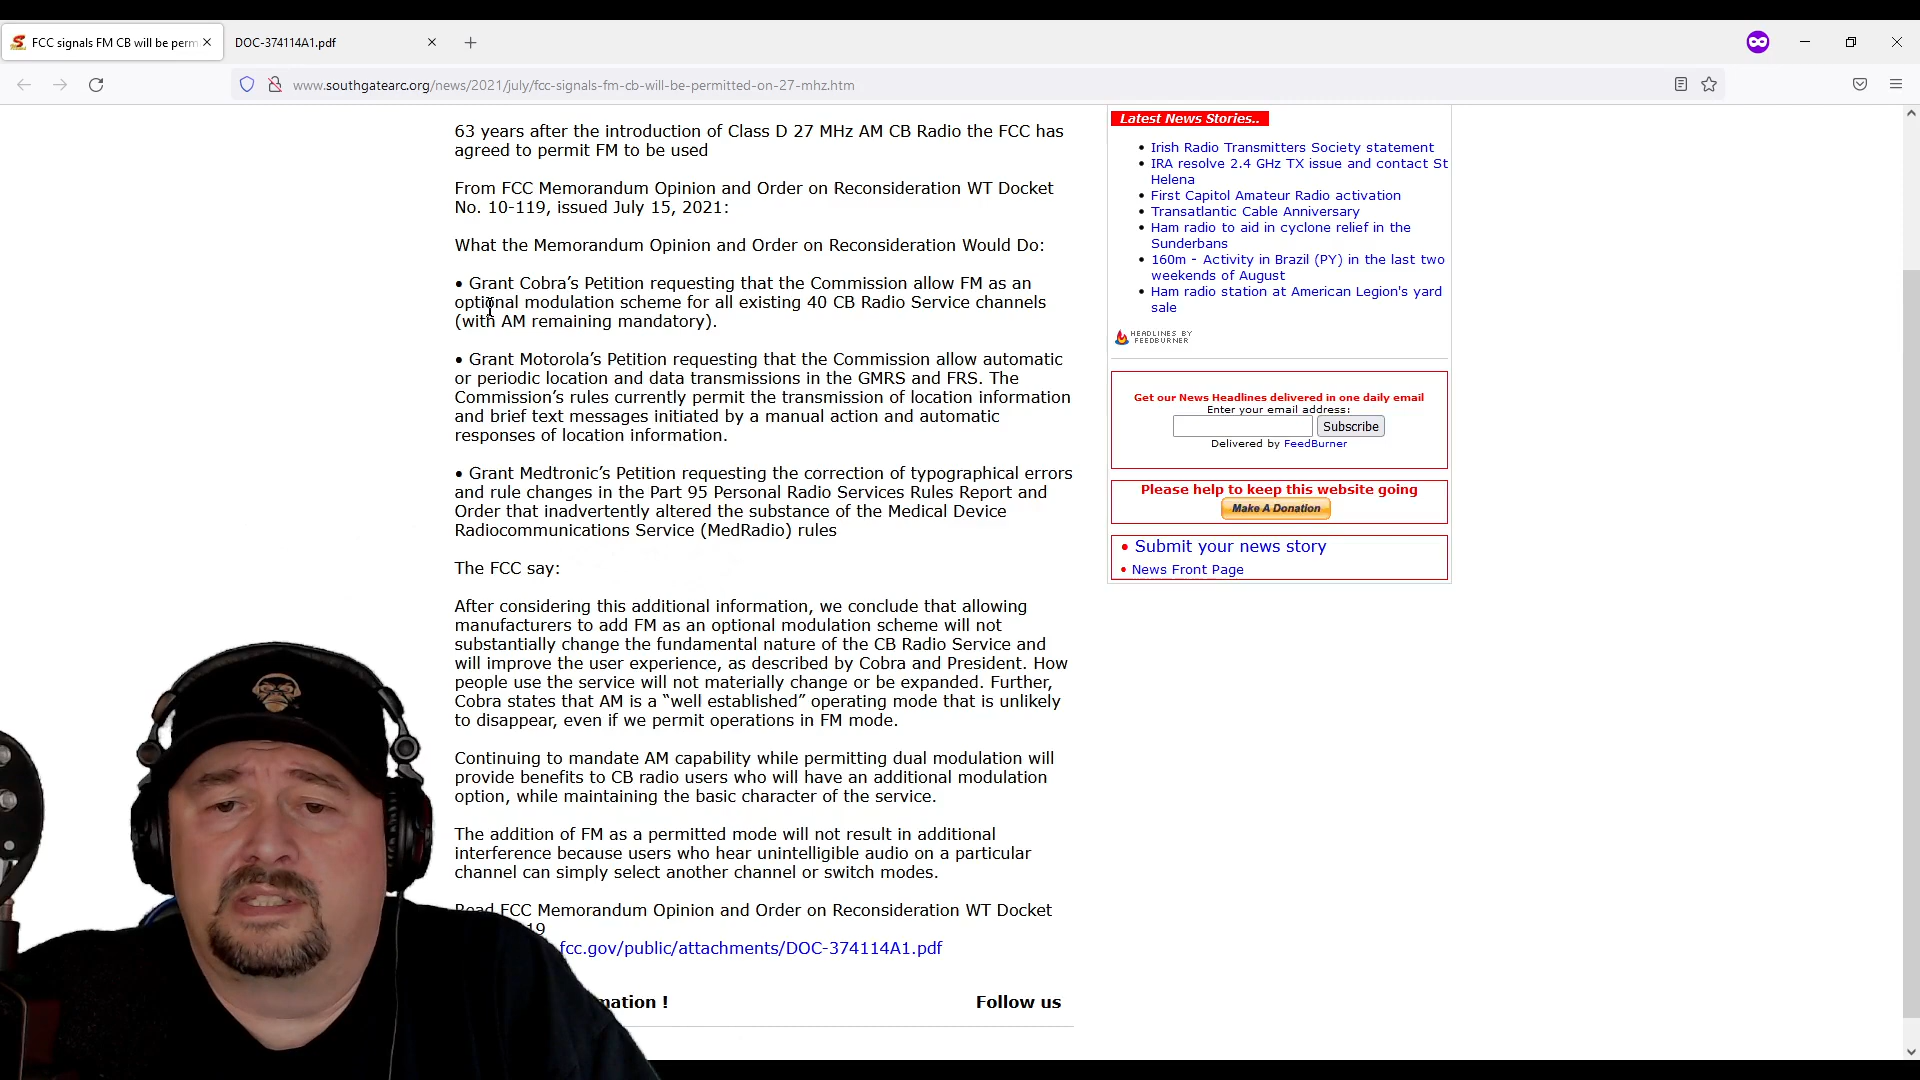 FCC signals FM CB will be perm
DOC-374114A1.pdf
www.southgatearc.org/news/2021/july/fcc-signals-fm-cb-will-be-permitted-on-27-mhz.htm
63 years after the introduction of Class D 27 MHz AM CB Radio the FCC has
agreed to permit FM to be used
From FCC Memorandum Opinion and Order on Reconsideration WT Docket
No. 10-119, issued July 15, 2021:
What the Memorandum Opinion and Order on Reconsideration Would Do:
• Grant Cobra's Petition requesting that the Commission allow FM as an
optional modulation scheme for all existing 40 CB Radio Service channels
(with AM remaining mandatory).
• Grant Motorola's Petition requesting that the Commission allow automatic
or periodic location and data transmissions in the GMRS and FRS. The
Commission's rules currently permit the transmission of location information
and brief text messages initiated by a manual action and automatic
responses of location information.
• Grant Medtronic's Petition requesting the correction of typographical errors
and rule changes in the Part 95 Personal Radio Services Rules Report and
Order that inadvertently altered the substance of the Medical Device
Radiocommunications Service (MedRadio) rules
The FCC say:
After considering this additional information, we conclude that allowing
manufacturers to add FM as an optional modulation scheme will not
substantially change the fundamental nature of the CB Radio Service and
will improve the user experience, as described by Cobra and President. How
people use the service will not materially change or be expanded. Further,
Cobra states that AM is a “well established” operating mode that is unlikely
to disappear, even if we permit operations in FM mode.
Continuing to mandate AM capability while permitting dual modulation will
provide benefits to CB radio users who will have an additional modulation
option, while maintaining the basic character of the service.
The addition of FM as a permitted mode will not result in additional
interference because users who hear unintelligible audio on a particular
channel can simply select another channel or switch modes.
Read FCC Memorandum Opinion and Order on Reconsideration WT Docket
19
fcc.gov/public/attachments/DOC-374114A1.pdf
mation !
Follow us
Latest News Stories..
• Irish Radio Transmitters Society statement
• IRA resolve 2.4 GHz TX issue and contact St
Helena
• First Capitol Amateur Radio activation
• Transatlantic Cable Anniversary
• Ham radio to aid in cyclone relief in the
Sunderbans
• 160m - Activity in Brazil (PY) in the last two
weekends of August
• Ham radio station at American Legion's yard
sale
HEADLINES BY
FEEDBURNER
Get our News Headlines delivered in one daily email
Enter your email address:
Subscribe
Delivered by FeedBurner
Please help to keep this website going
Make A Donation
• Submit your news story
• News Front Page